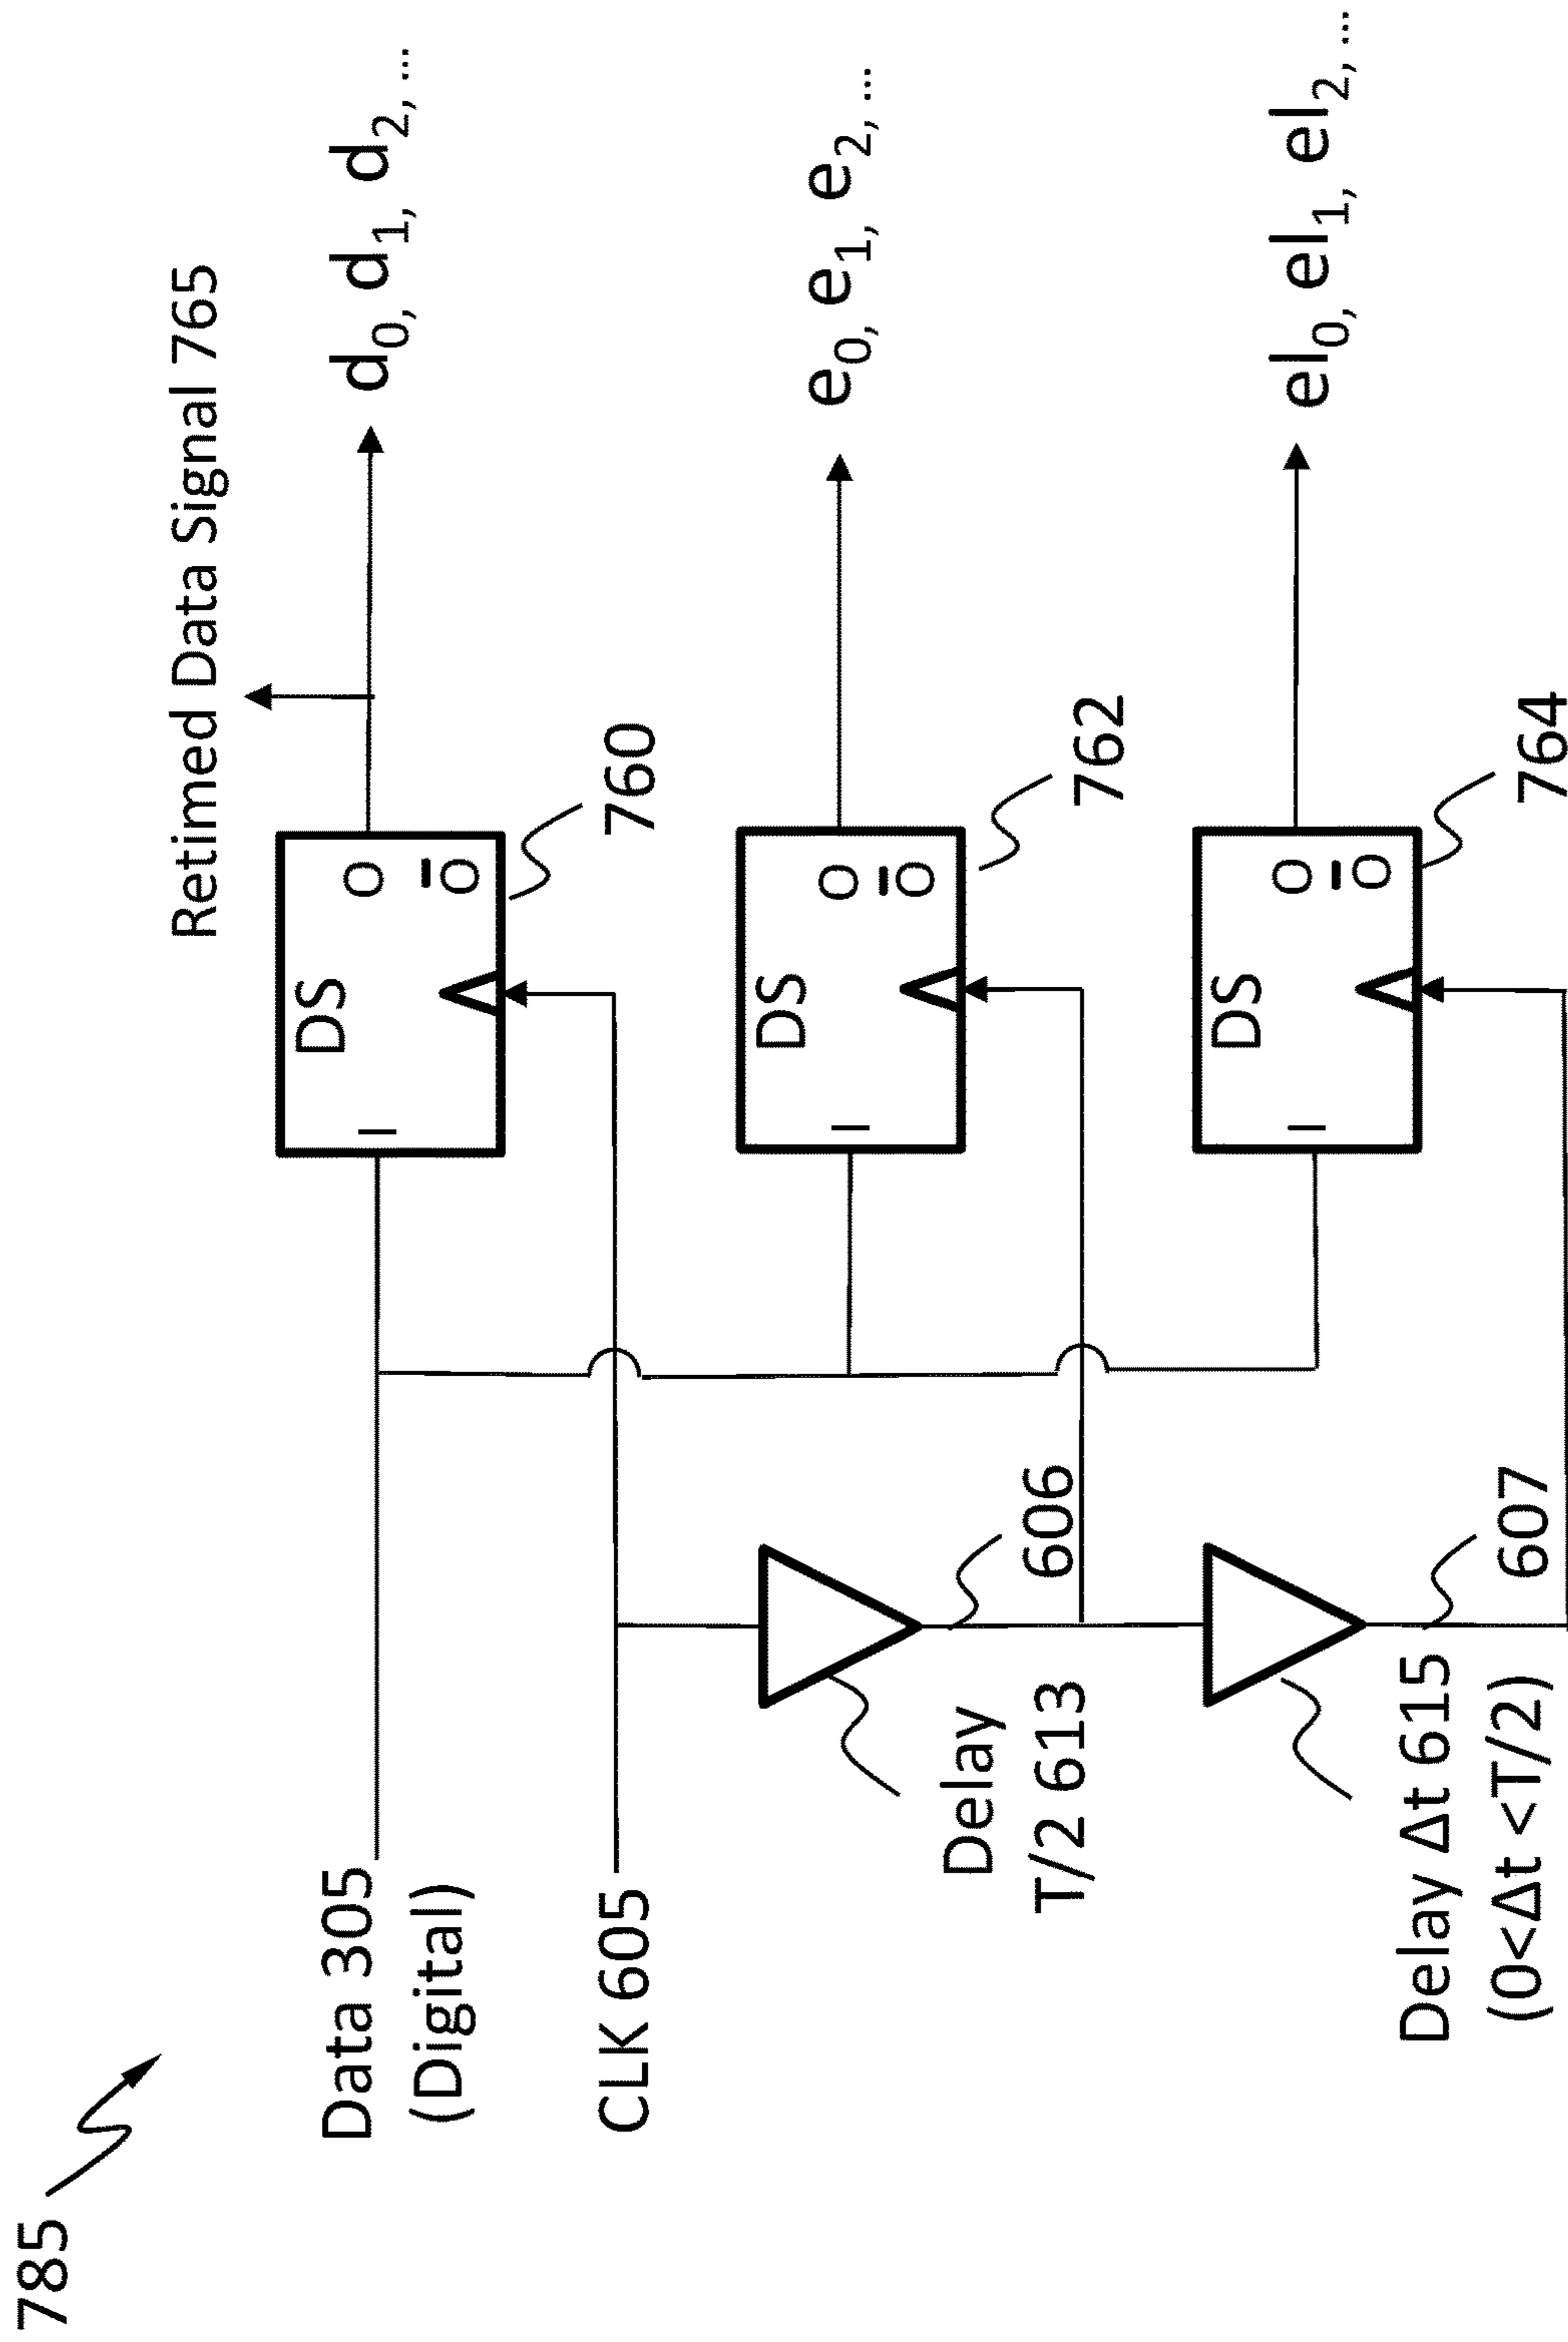 785
Retimed Data Signal 765
Data 305
(Digital)
I
DS
O
O̅
d₀, d₁, d₂, ...
760
CLK 605
I
DS
O
O̅
e₀, e₁, e₂, ...
762
606
Delay
T/2 613
I
DS
O
O̅
el₀, el₁, el₂, ...
764
607
Delay Δt 615
(0<Δt <T/2)